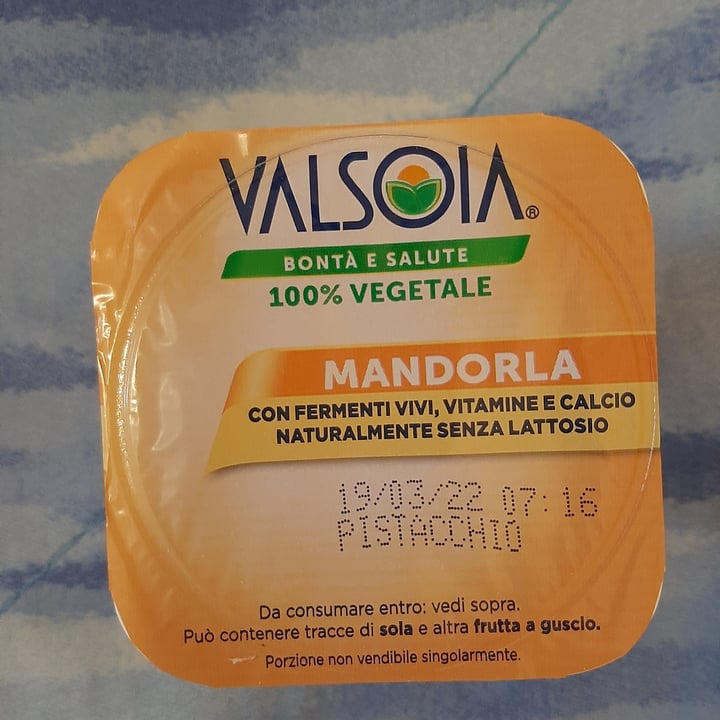 VALSOIA®
BONTÀ E SALUTE
100% VEGETALE
MANDORLA
CON FERMENTI VIVI, VITAMINE E CALCIO
NATURALMENTE SENZA LATTOSIO
19/03/22 07:16
PISTACCHIO
Da consumare entro: vedi sopra.
Può contenere tracce di soia e altra frutta a guscio.
Porzione non vendibile singolarmente.